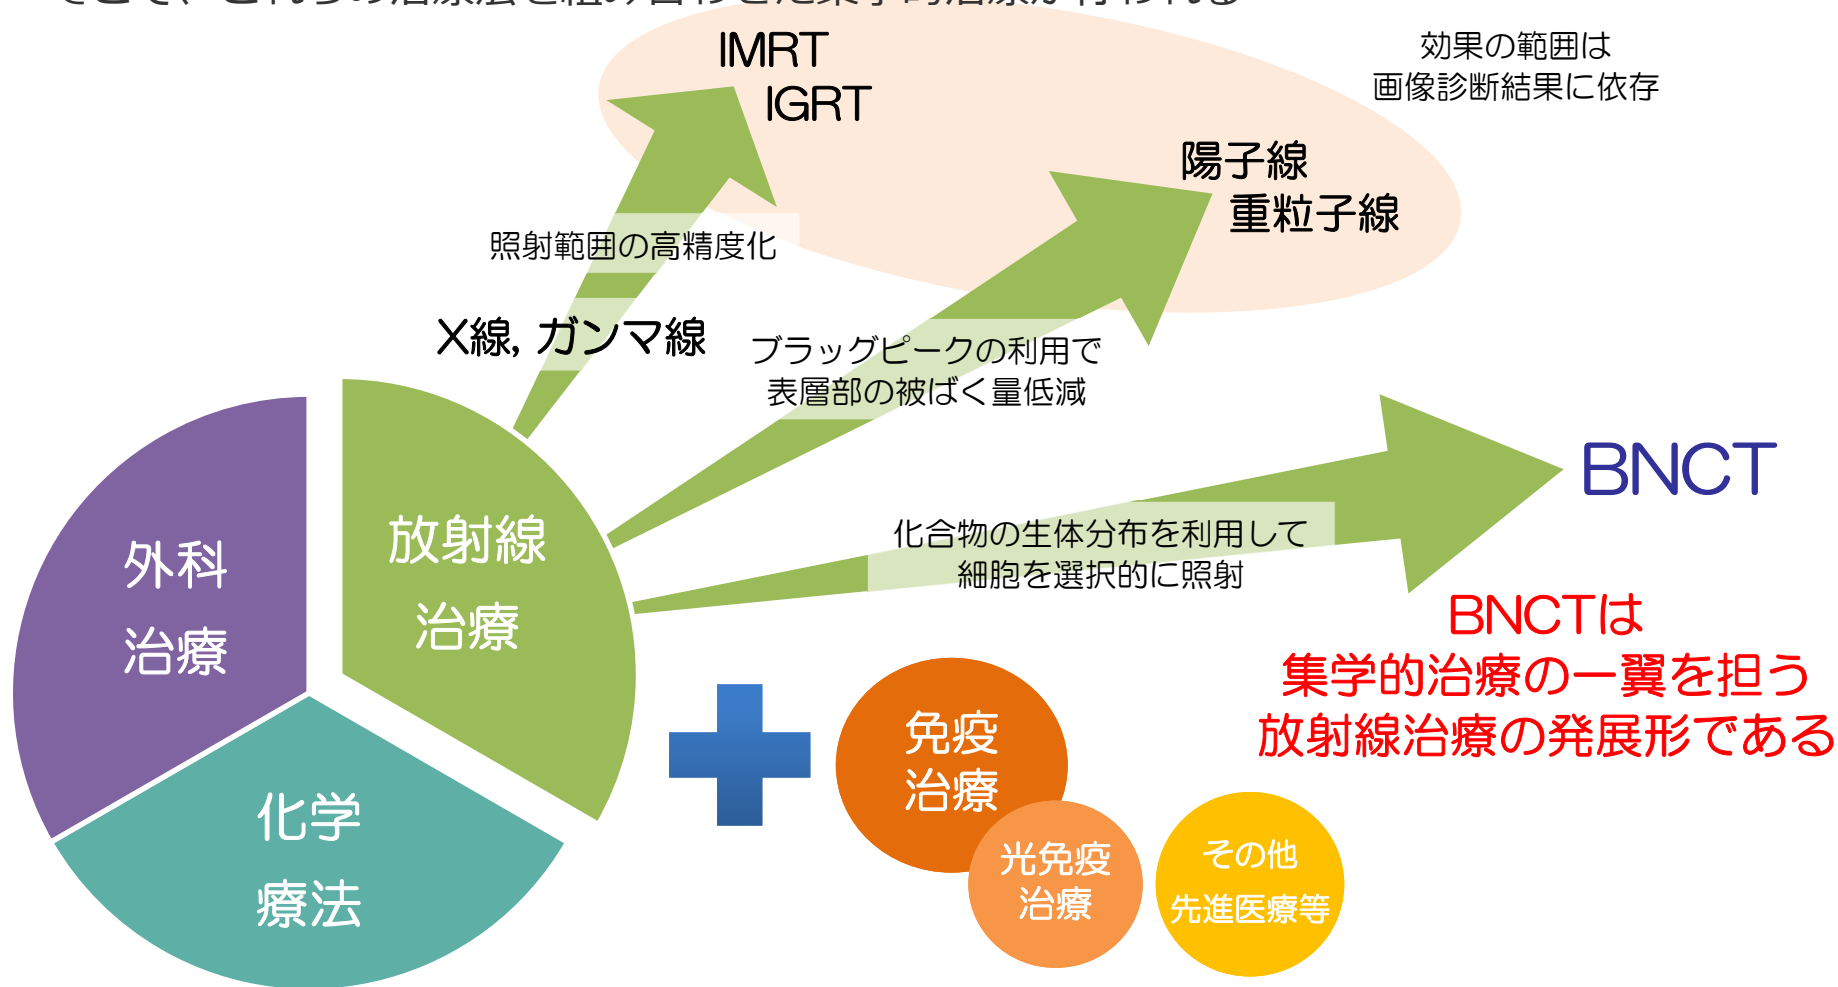 IMRT
IGRT
効果の範囲は
画像診断結果に依存
陽子線
重粒子線
照射範囲の高精度化
X線, ガンマ線
ブラッグピークの利用で
表層部の被ばく量低減
BNCT
化合物の生体分布を利用して
細胞を選択的に照射
放射線
治療
外科
治療
化学
療法
BNCTは
集学的治療の一翼を担う
放射線治療の発展形である
免疫
治療
光免疫
治療
その他
先進医療等